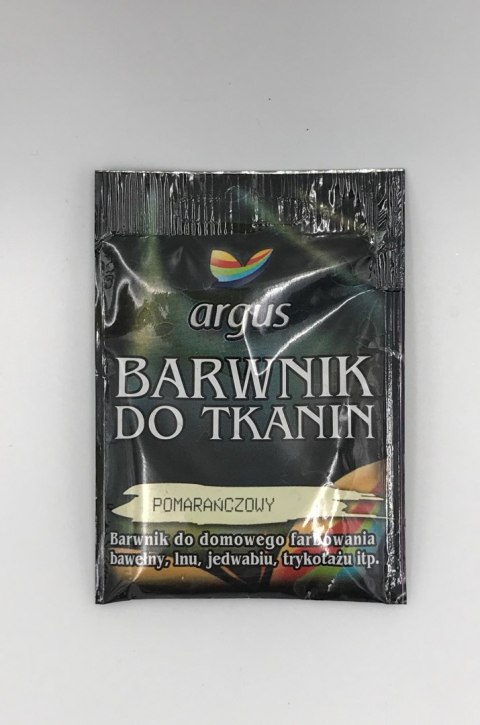 argus
BARWNIK
DO TKANIN
POMARAŃCZOWY
Barwnik do domowego farbowania
bawełny, lnu, jedwabiu, trykotażu itp.